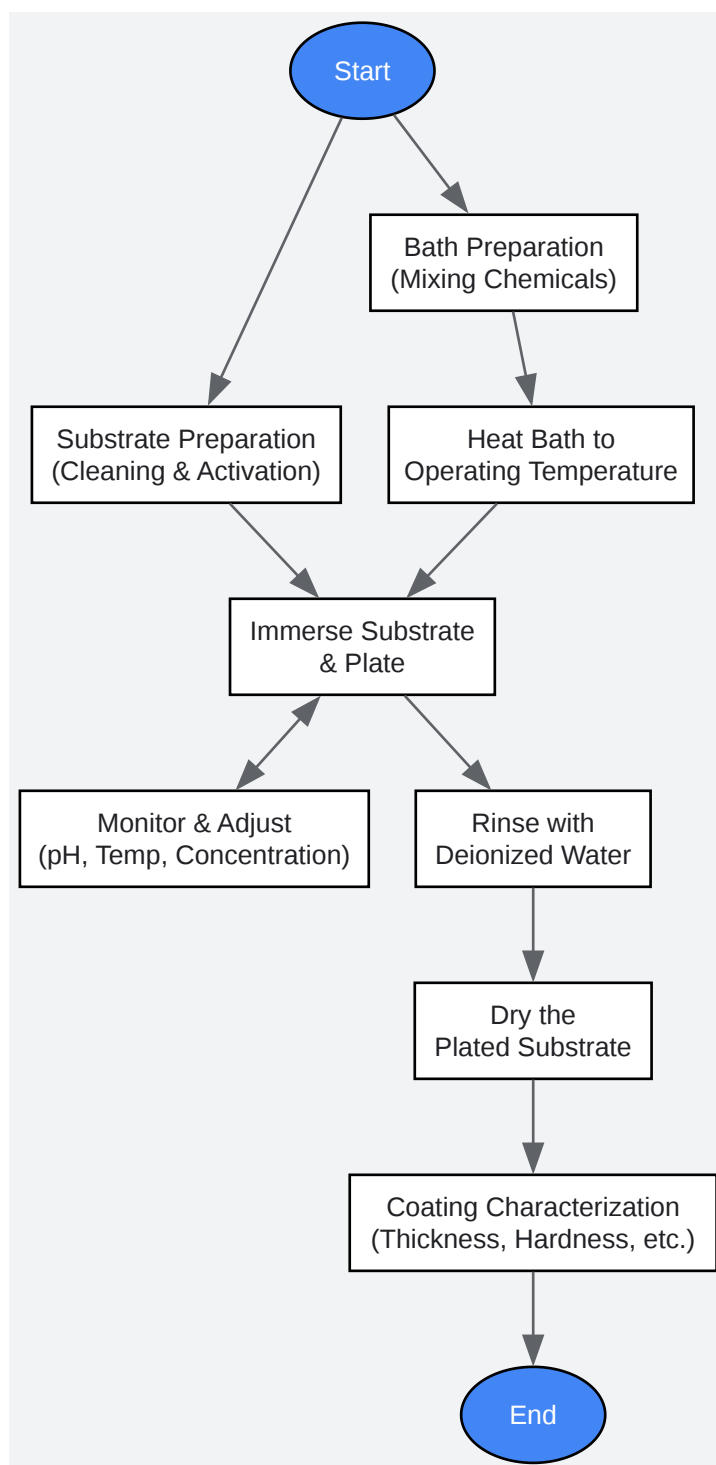 Start
Bath Preparation
(Mixing Chemicals)
Substrate Preparation
(Cleaning & Activation)
Heat Bath to
Operating Temperature
Immerse Substrate
& Plate
Monitor & Adjust
(pH, Temp, Concentration)
Rinse with
Deionized Water
Dry the
Plated Substrate
Coating Characterization
(Thickness, Hardness, etc.)
End